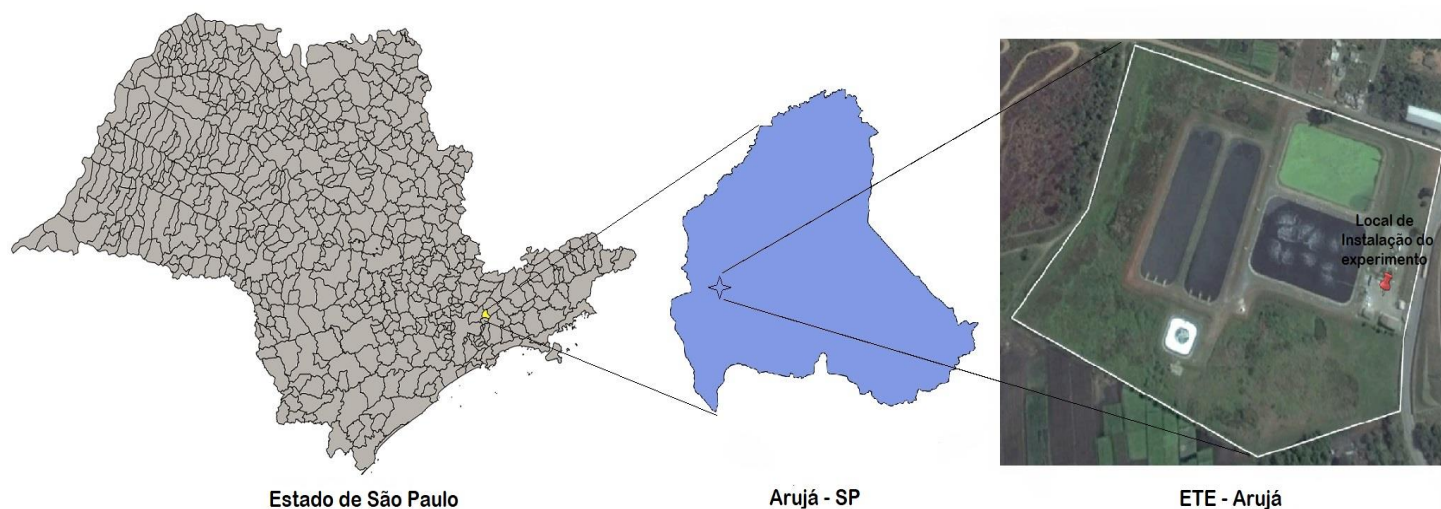 Local de
Instalação do
experimento
Estado de São Paulo
Arujá - SP
ETE - Arujá